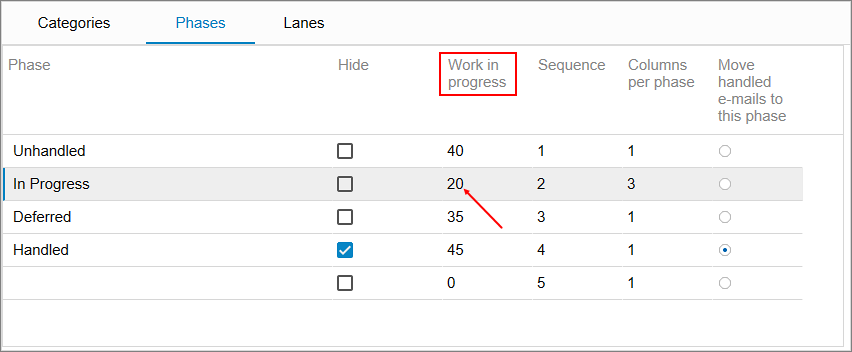 Categories Phases Lanes
Phase Hide Work in Sequence Columns Move
progress per phase handled
e-mails to
this phase
Unhandled 40 1 1
In Progress 20 2 3
Deferred 35 3 1
Handled 45 4 1
0 5 1